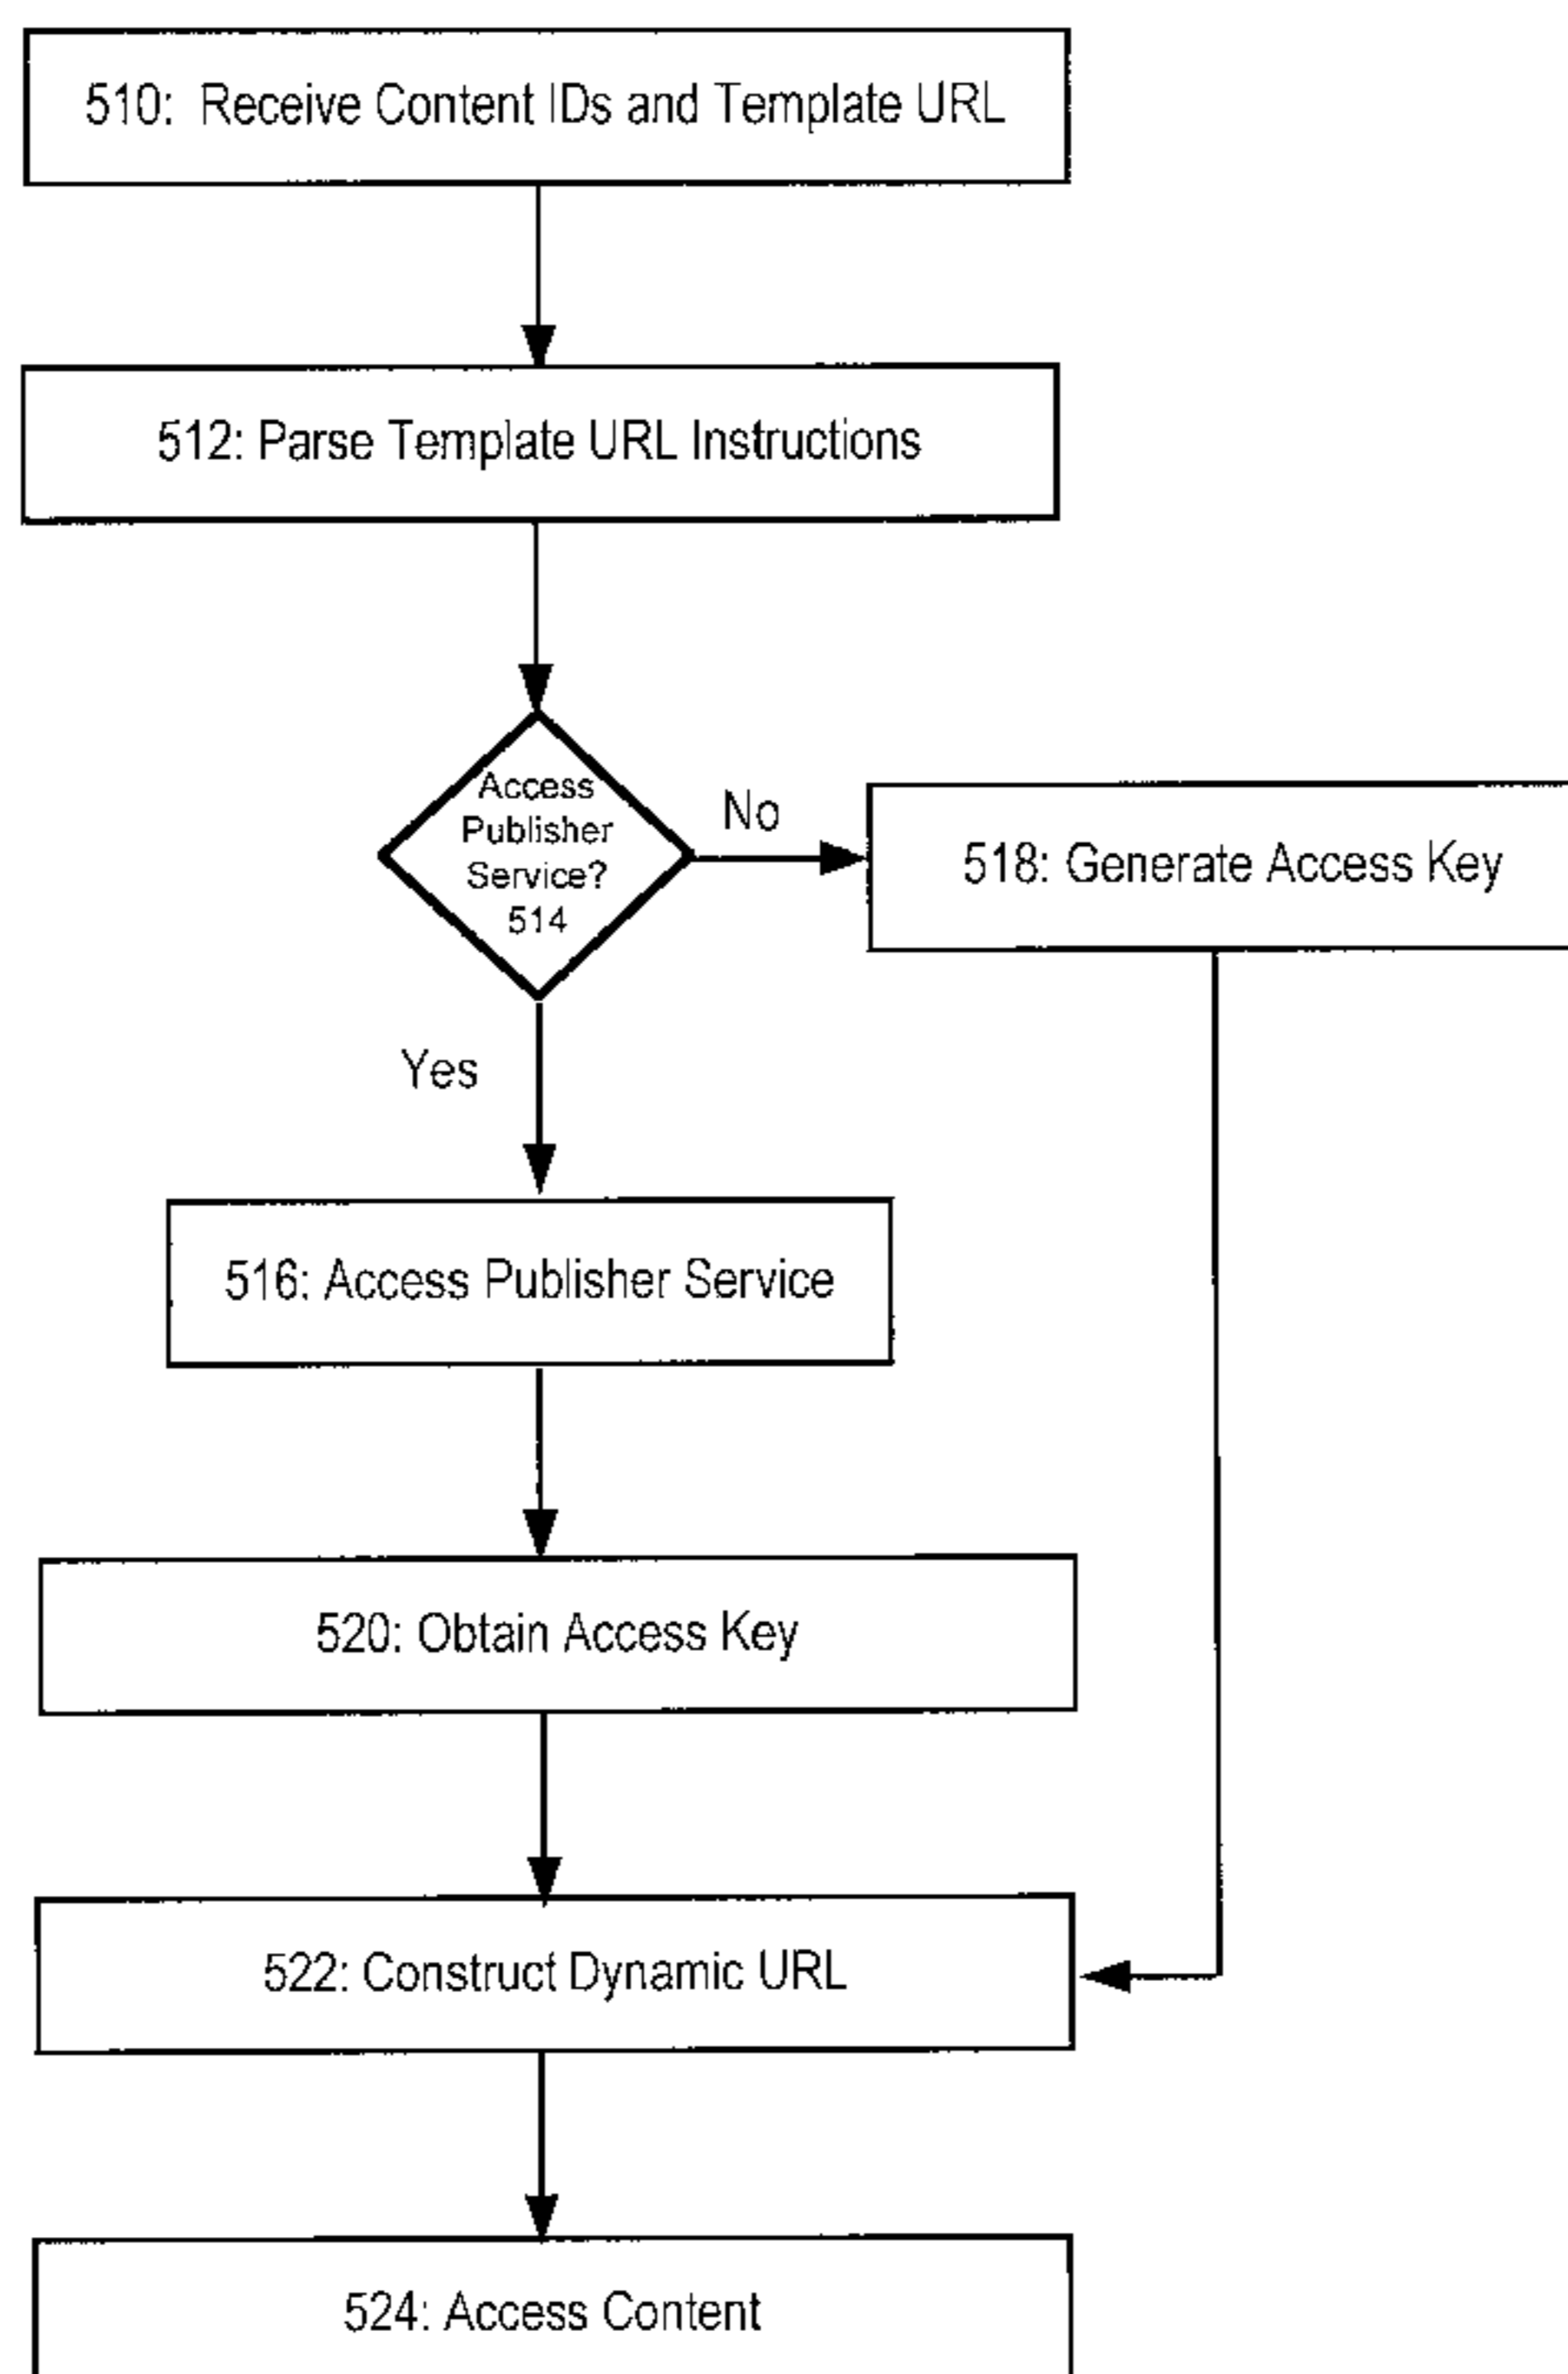 510: Receive Content IDs and Template URL
512: Parse Template URL Instructions
Access
Publisher
Service?
514
No
518: Generate Access Key
Yes
516: Access Publisher Service
520: Obtain Access Key
522: Construct Dynamic URL
524: Access Content